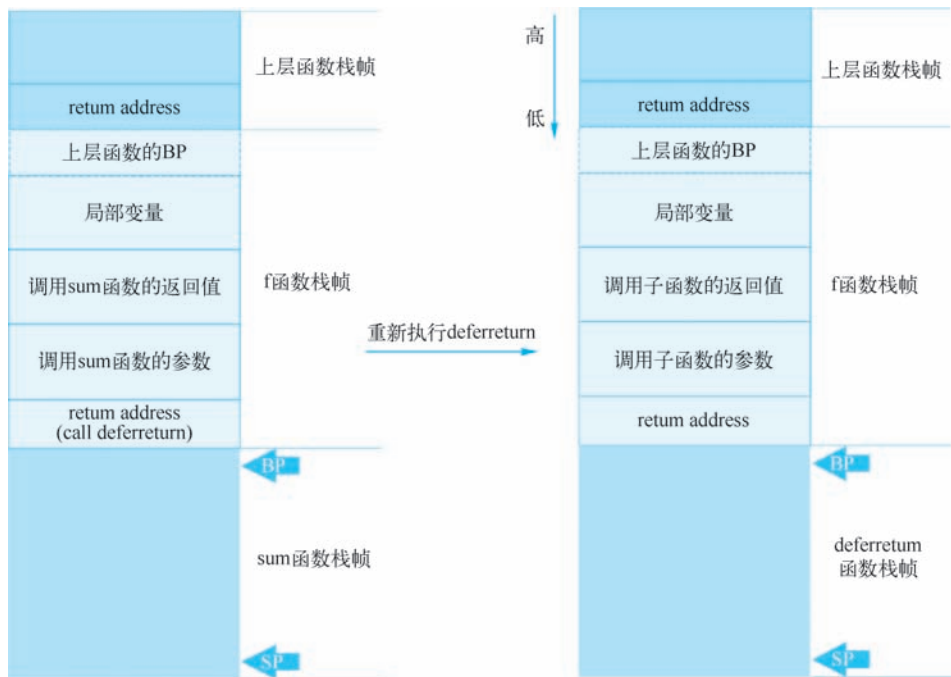 上层函数栈帧
retum address
上层函数的BP
局部变量
调用sum函数的返回值
f函数栈帧
调用sum函数的参数
retum address
(call deferreturn)
BP
sum函数栈帧
SP
重新执行deferreturn
高
低
上层函数栈帧
retum address
上层函数的BP
局部变量
调用子函数的返回值
f函数栈帧
调用子函数的参数
retum address
BP
deferretum
函数栈帧
SP